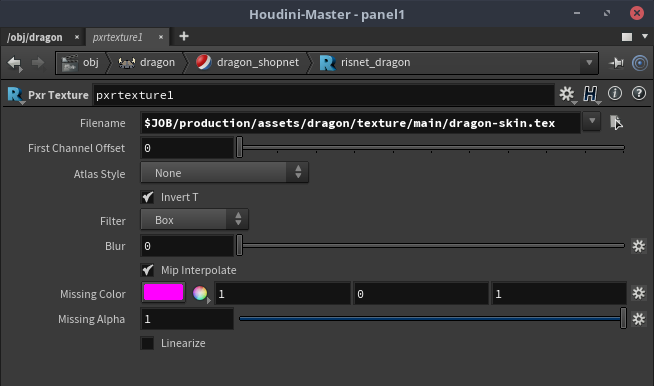 Houdini-Master - panel1
/obj/dragon × pxrtexture1 × +
obj dragon dragon_shopnet risnet_dragon
Pxr Texture pxrtexture1
Filename $JOB/production/assets/dragon/texture/main/dragon-skin.tex
First Channel Offset 0
Atlas Style None
Invert T
Filter Box
Blur 0
Mip Interpolate
Missing Color 1 0 1
Missing Alpha 1
Linearize